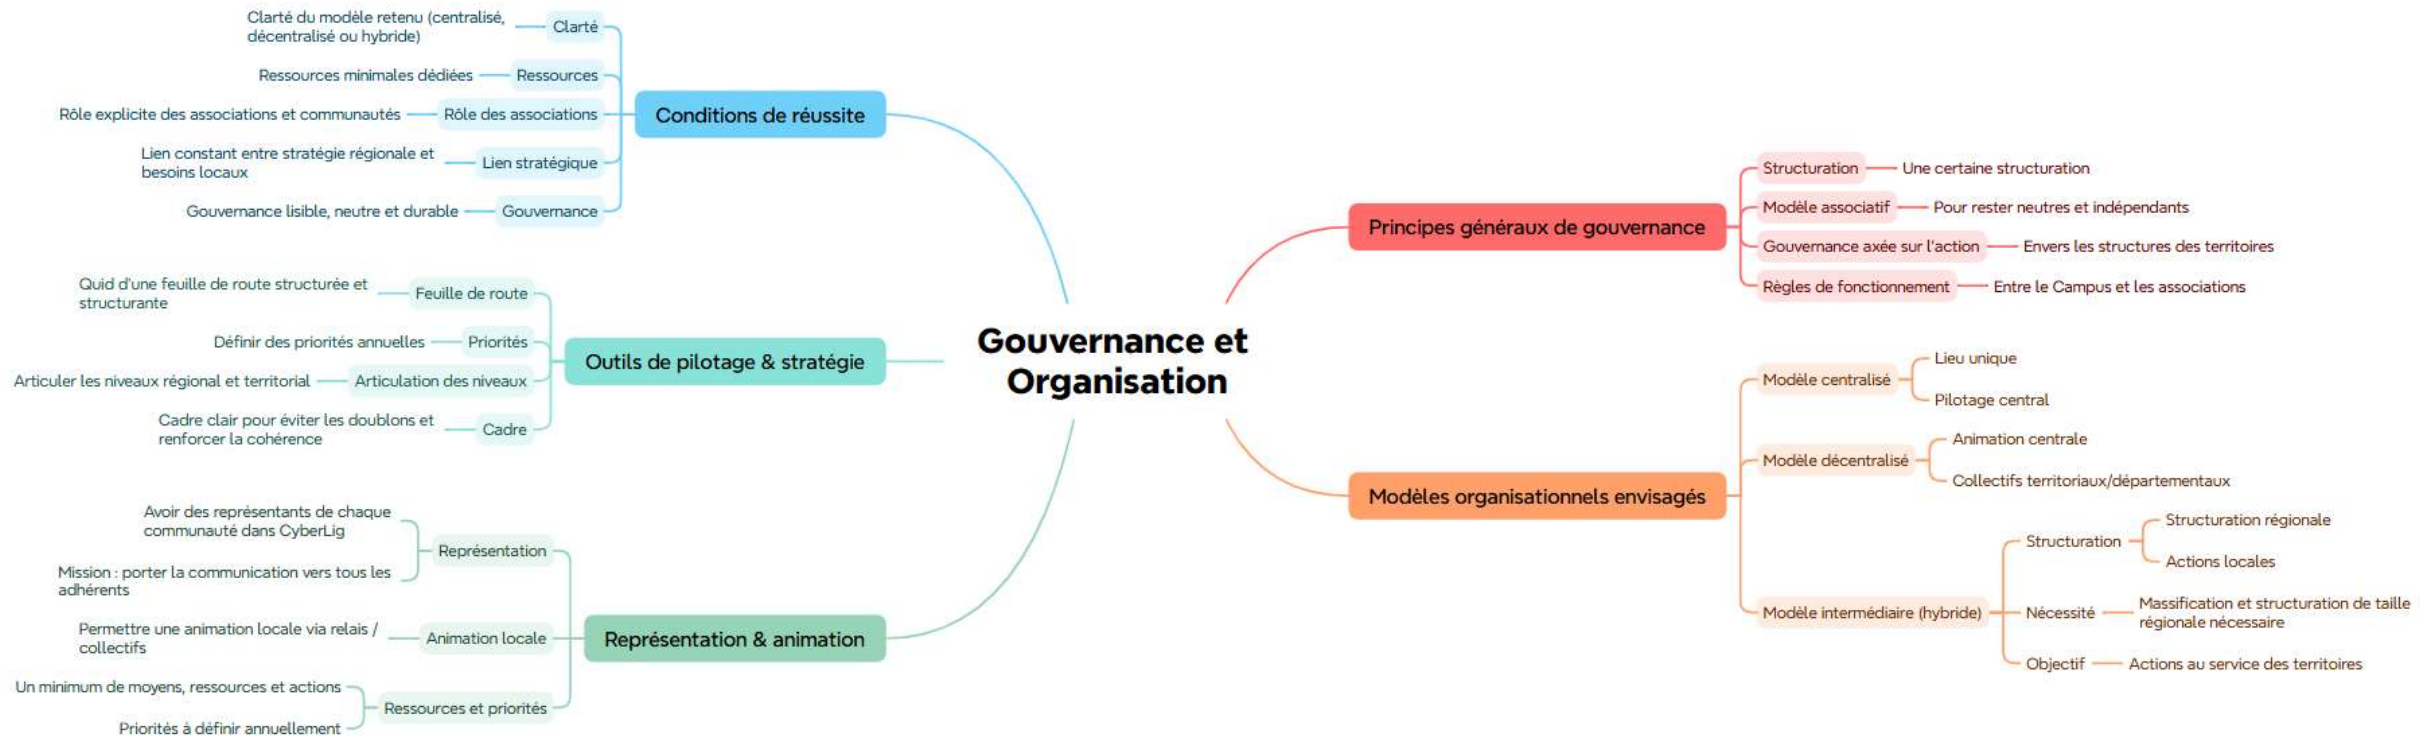 Gouvernance et
Organisation
Conditions de réussite
Clarté
Clarté du modèle retenu (centralisé,
décentralisé ou hybride)
Ressources
Ressources minimales dédiées
Rôle des associations
Rôle explicite des associations et communautés
Lien stratégique
Lien constant entre stratégie régionale et
besoins locaux
Gouvernance
Gouvernance lisible, neutre et durable
Outils de pilotage & stratégie
Feuille de route
Quid d'une feuille de route structurée et
structurante
Priorités
Définir des priorités annuelles
Articulation des niveaux
Articuler les niveaux régional et territorial
Cadre
Cadre clair pour éviter les doublons et
renforcer la cohérence
Représentation & animation
Représentation
Avoir des représentants de chaque
communauté dans CyberLig
Mission : porter la communication vers tous les
adhérents
Animation locale
Permettre une animation locale via relais /
collectifs
Ressources et priorités
Un minimum de moyens, ressources et actions
Priorités à définir annuellement
Principes généraux de gouvernance
Structuration
Une certaine structuration
Modèle associatif
Pour rester neutres et indépendants
Gouvernance axée sur l'action
Envers les structures des territoires
Règles de fonctionnement
Entre le Campus et les associations
Modèles organisationnels envisagés
Modèle centralisé
Lieu unique
Pilotage central
Modèle décentralisé
Animation centrale
Collectifs territoriaux/départementaux
Modèle intermédiaire (hybride)
Structuration
Structuration régionale
Actions locales
Nécessité
Massification et structuration de taille
régionale nécessaire
Objectif
Actions au service des territoires